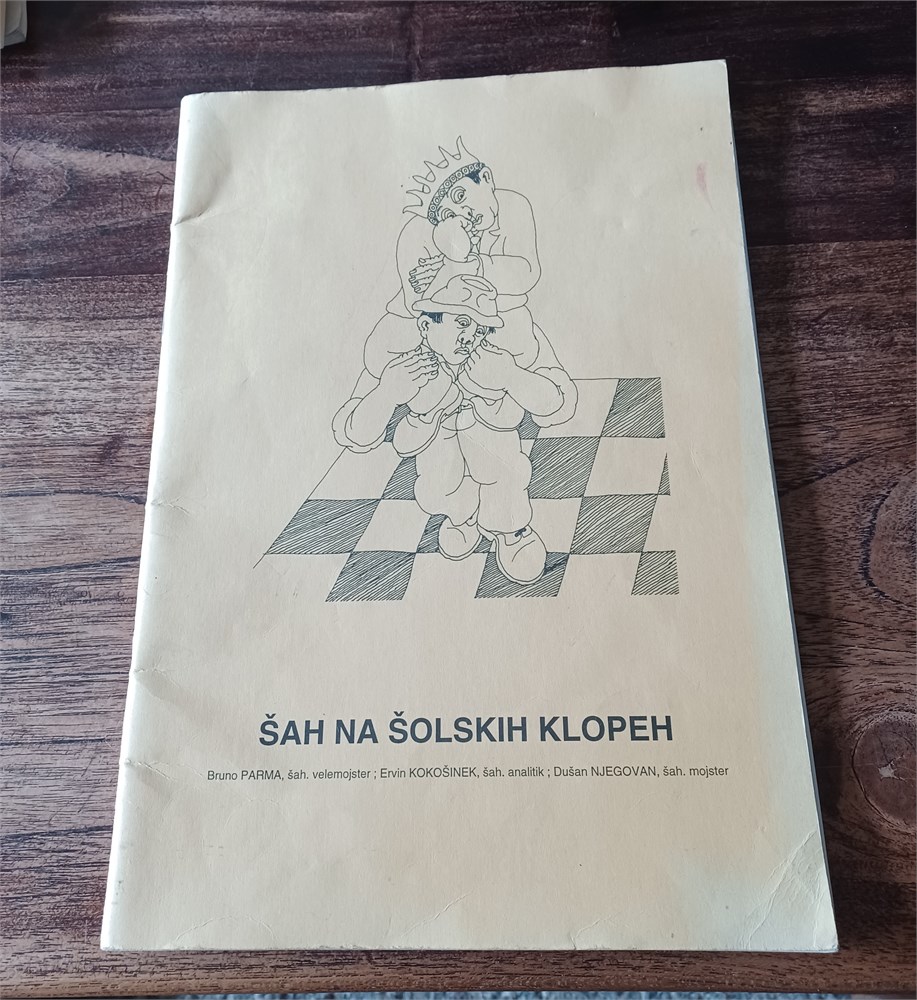 ŠAH NA ŠOLSKIH KLOPEH
Bruno PARMA, šah. velemojster ; Ervin KOKOŠINEK, šah. analitik ; Dušan NJEGOVAN, šah. mojster